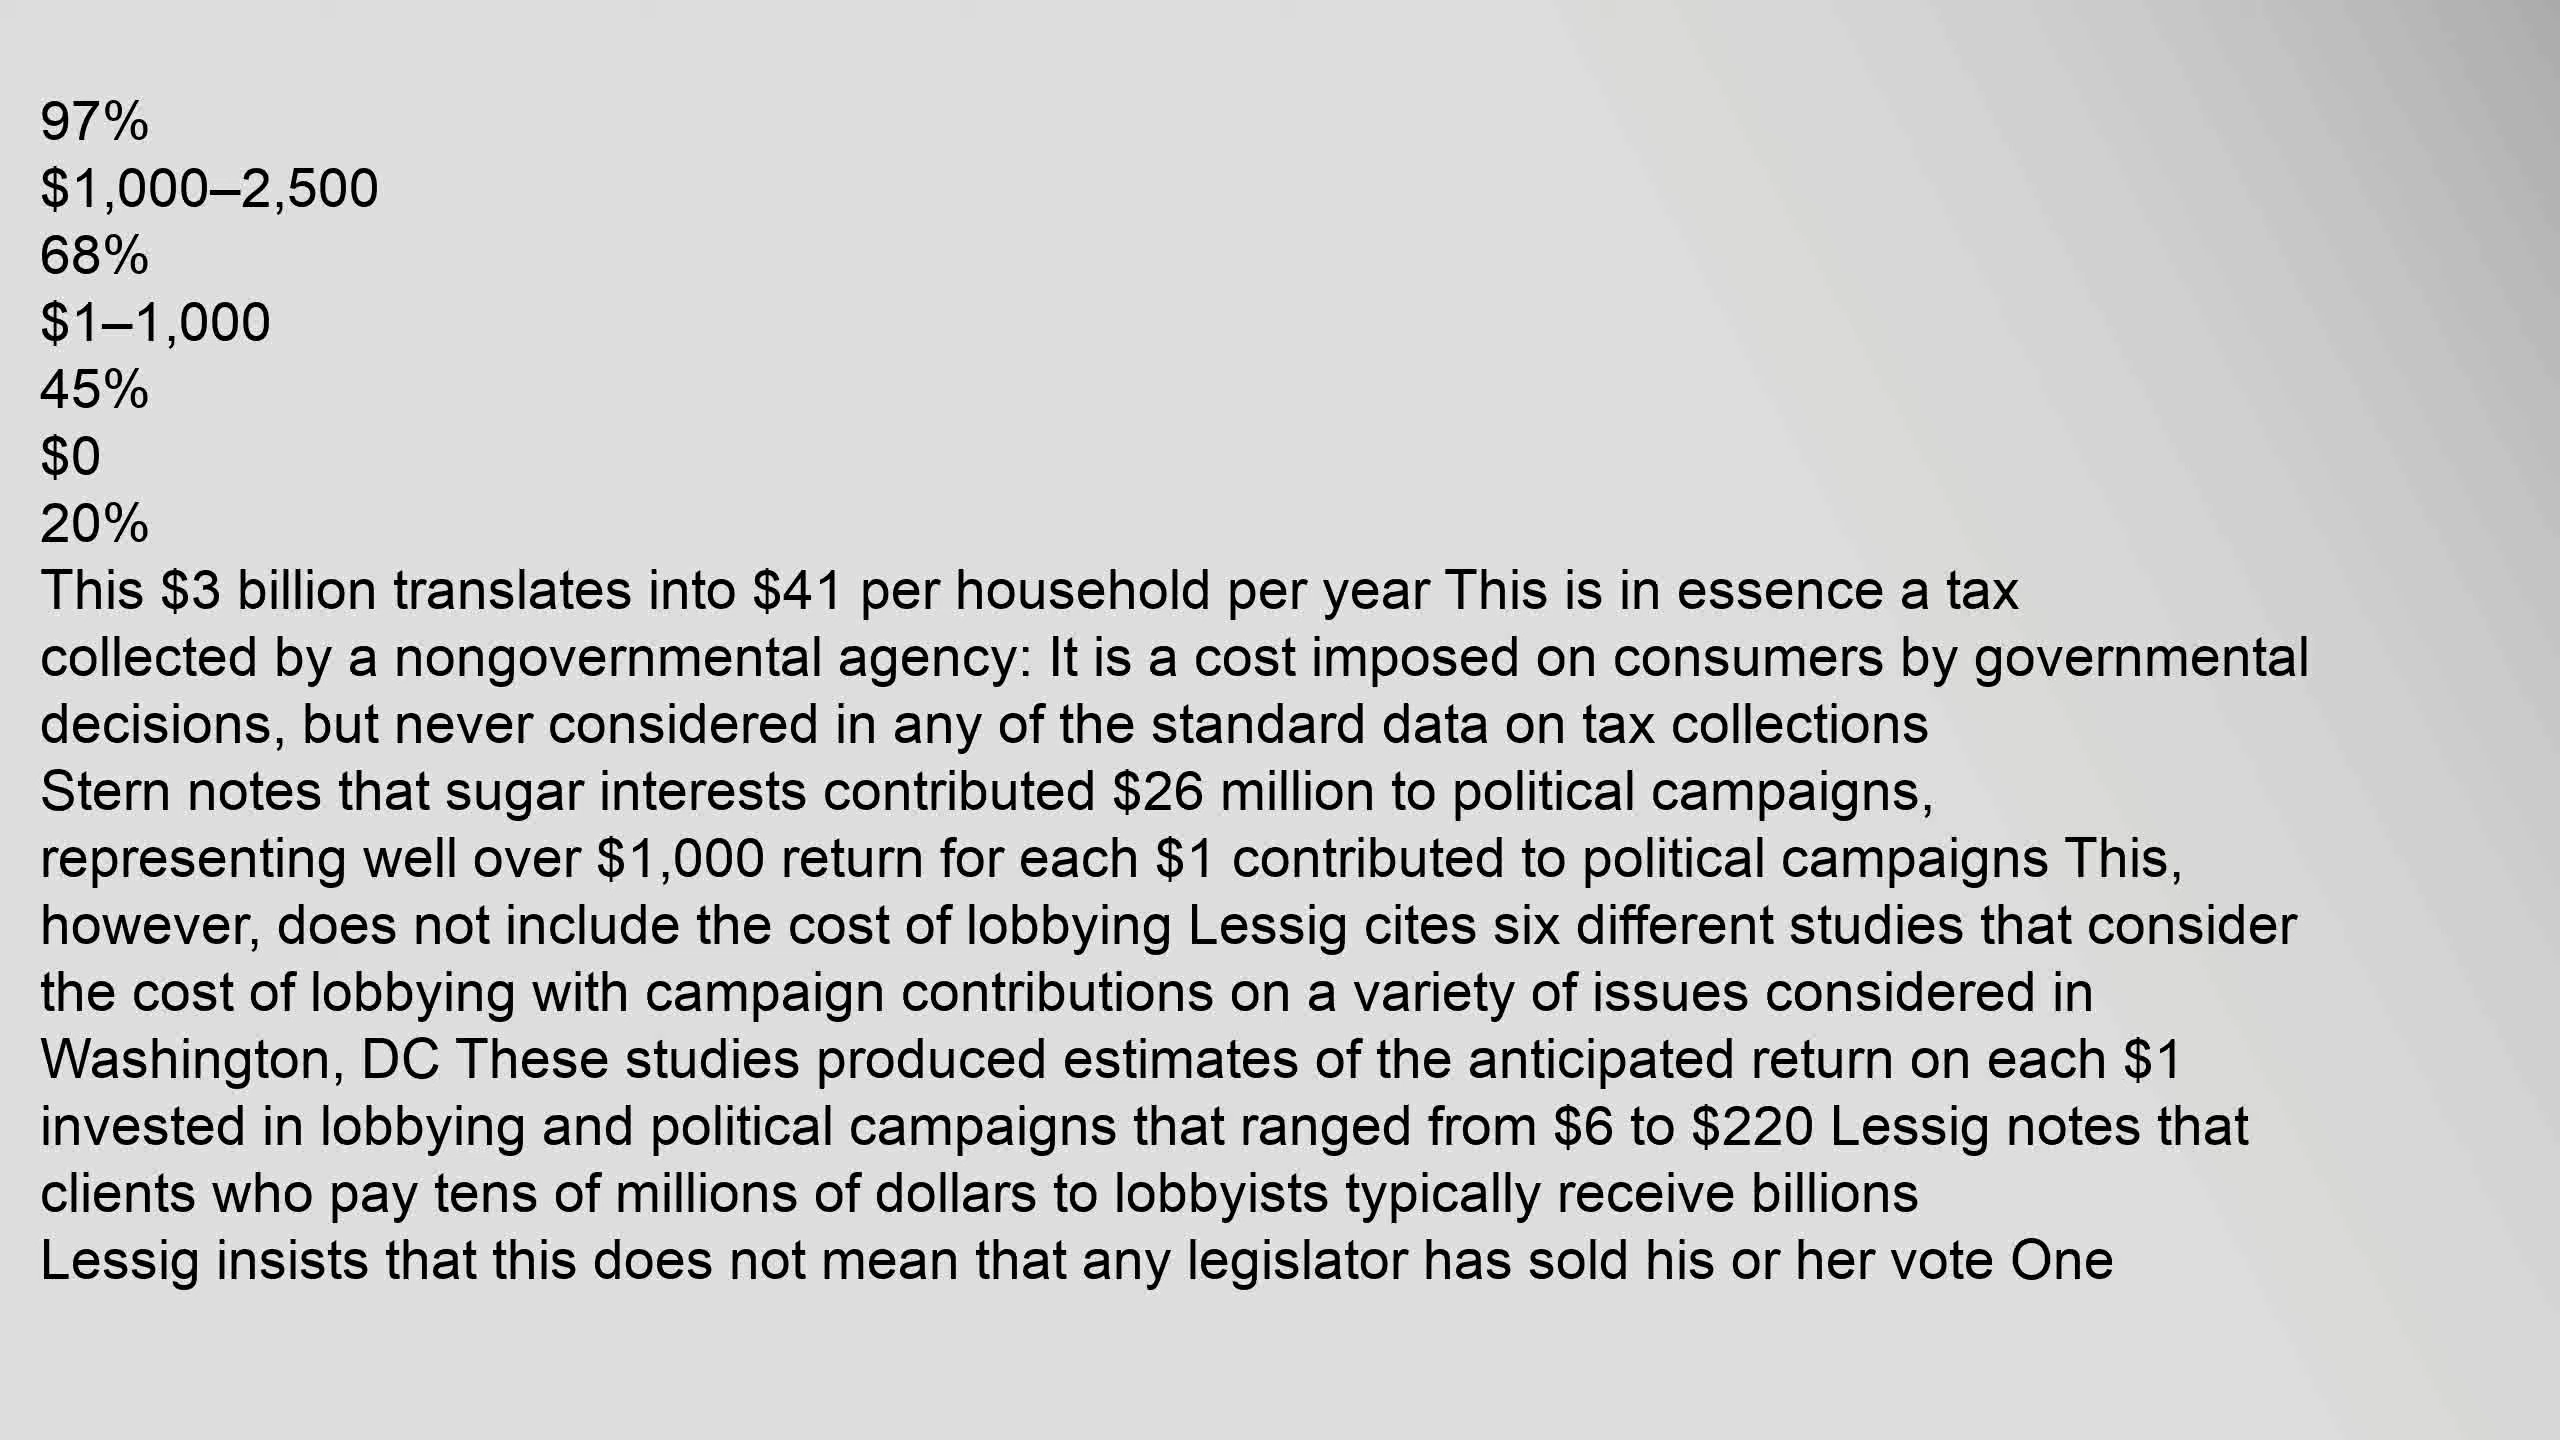 97%
$1,000–2,500
68%
$1–1,000
45%
$0
20%
This $3 billion translates into $41 per household per year This is in essence a tax
collected by a nongovernmental agency: It is a cost imposed on consumers by governmental
decisions, but never considered in any of the standard data on tax collections
Stern notes that sugar interests contributed $26 million to political campaigns,
representing well over $1,000 return for each $1 contributed to political campaigns This,
however, does not include the cost of lobbying Lessig cites six different studies that consider
the cost of lobbying with campaign contributions on a variety of issues considered in
Washington, DC These studies produced estimates of the anticipated return on each $1
invested in lobbying and political campaigns that ranged from $6 to $220 Lessig notes that
clients who pay tens of millions of dollars to lobbyists typically receive billions
Lessig insists that this does not mean that any legislator has sold his or her vote One